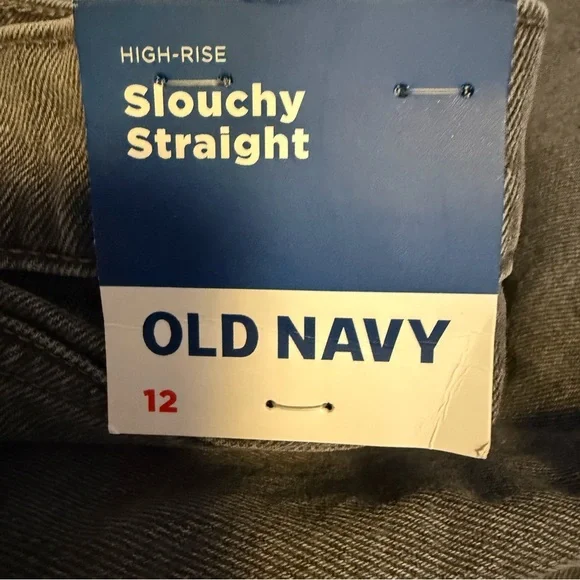 HIGH-RISE
Slouchy
Straight
OLD NAVY
12